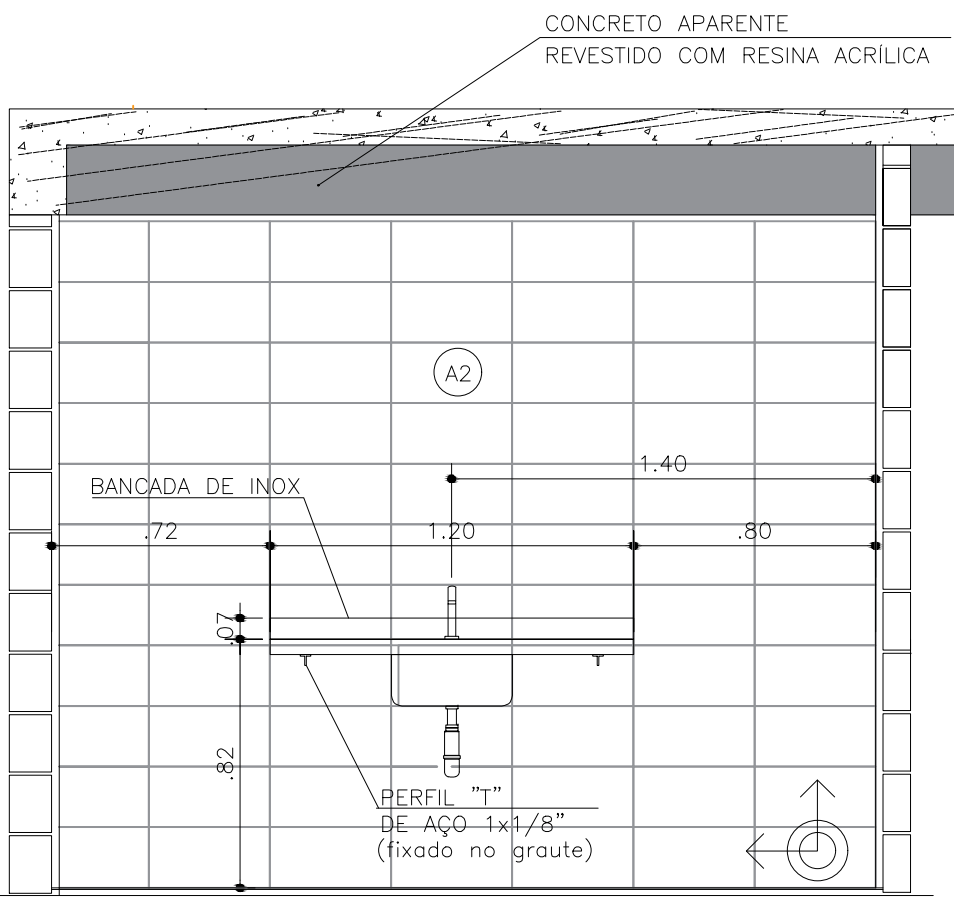 CONCRETO APARENTE
REVESTIDO COM RESINA ACRÍLICA
A2
1.40
BANCADA DE INOX
.72
1.20
.80
.07
.82
PERFIL "T"
DE AÇO 1x1/8"
(fixado no graute)